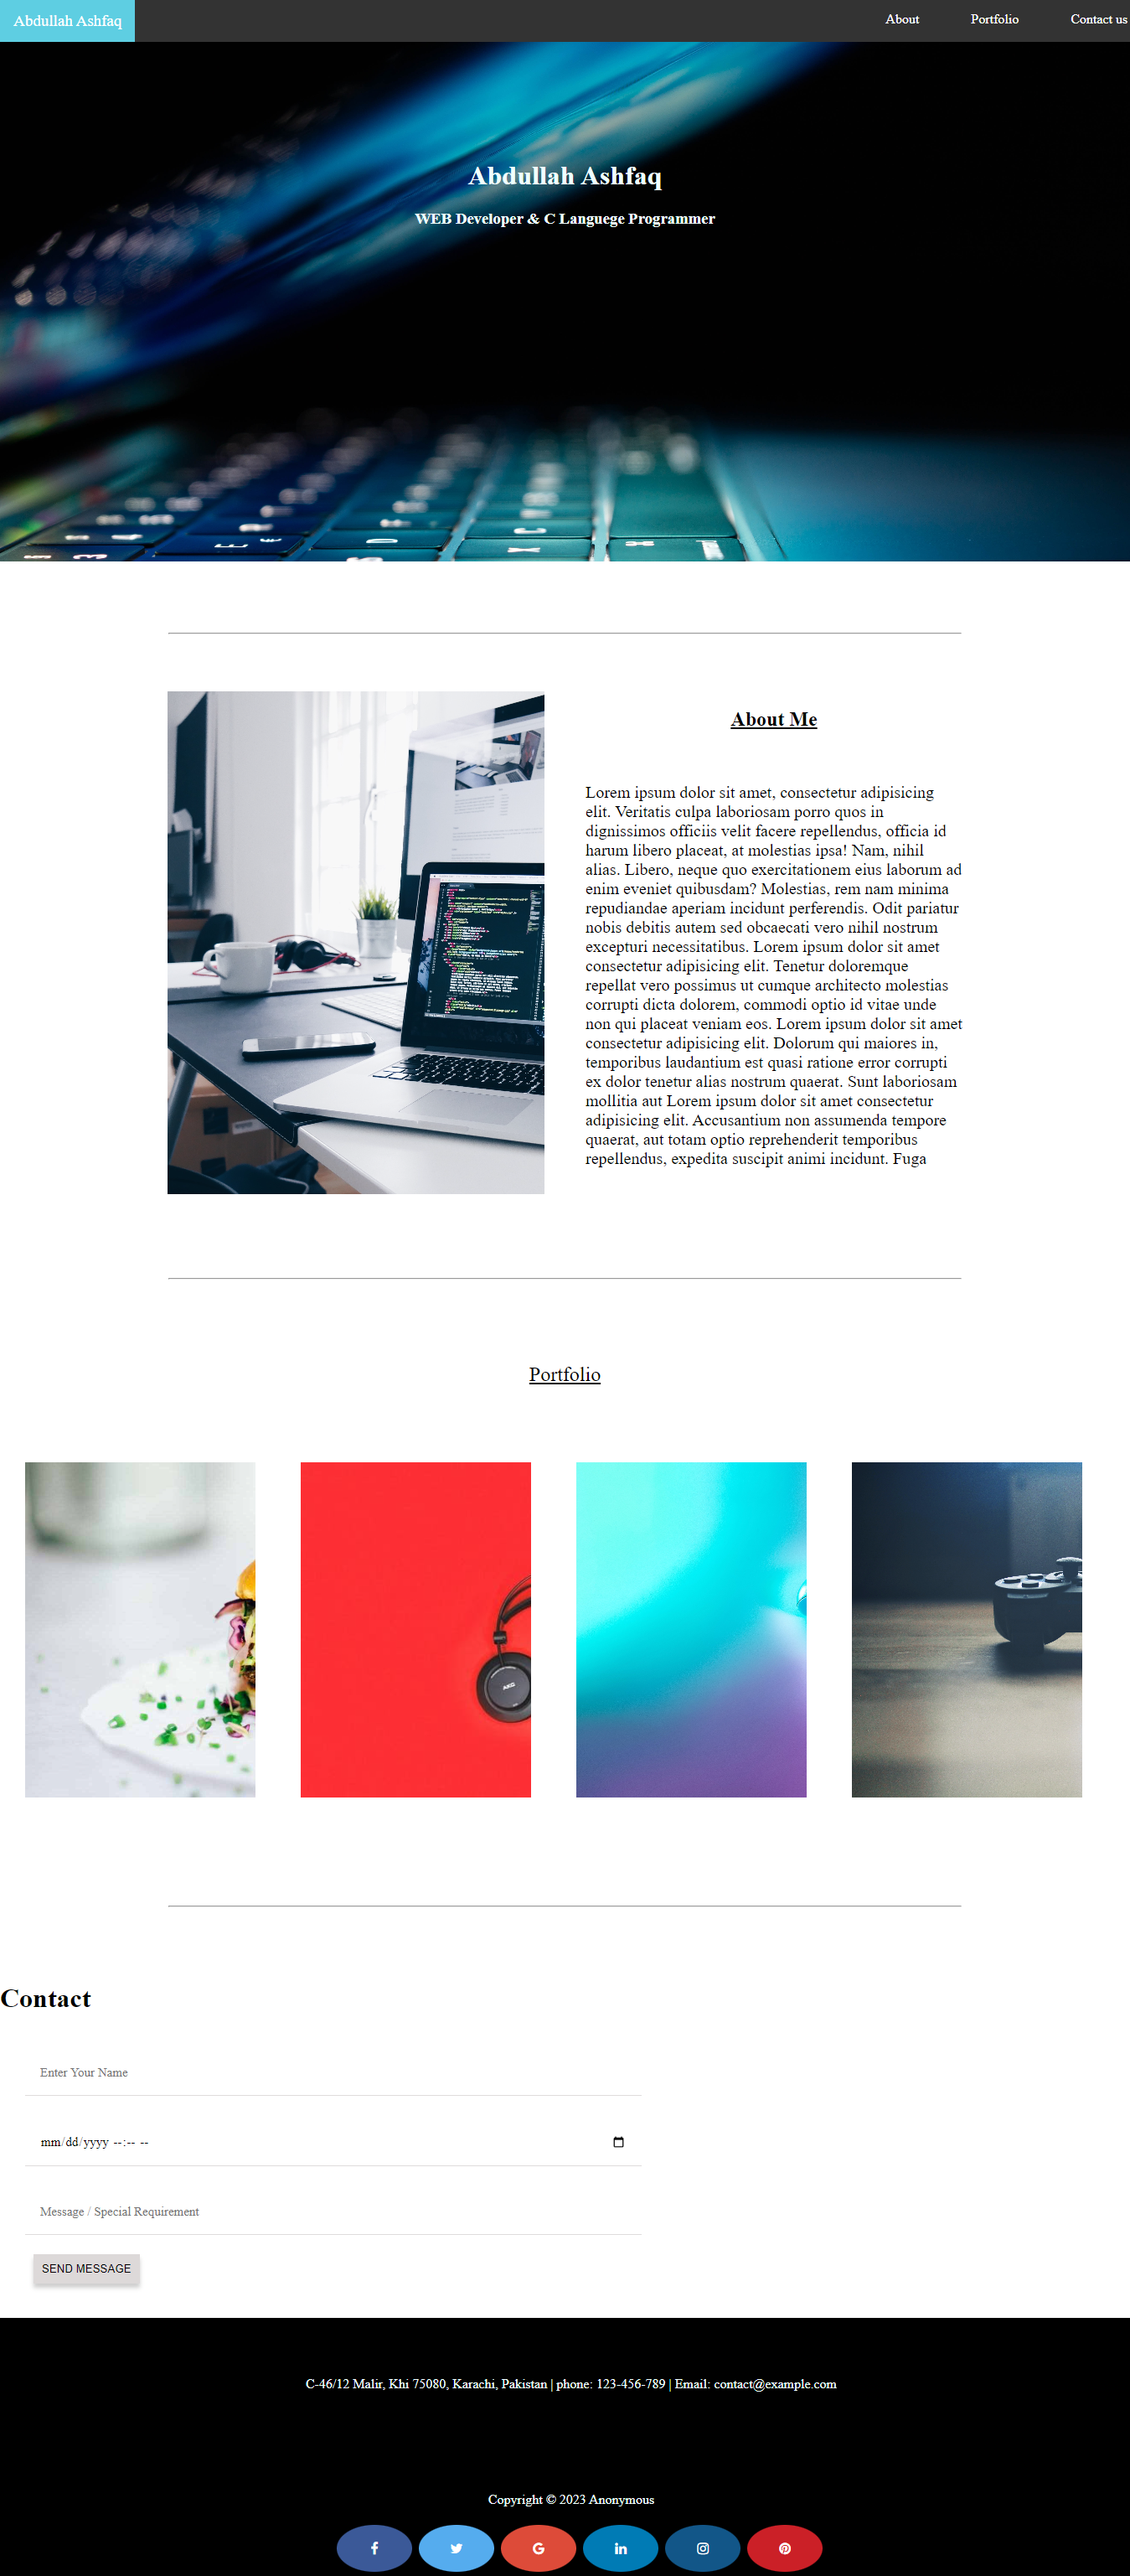 Abdullah Ashfaq
About
Portfolio
Contact us
Abdullah Ashfaq
WEB Developer & C Languege Programmer
About Me
Lorem ipsum dolor sit amet, consectetur adipisicing
elit. Veritatis culpa laboriosam porro quos in
dignissimos officiis velit facere repellendus, officia id
harum libero placeat, at molestias ipsa! Nam, nihil
alias. Libero, neque quo exercitationem eius laborum ad
enim eveniet quibusdam? Molestias, rem nam minima
repudiandae aperiam incidunt perferendis. Odit pariatur
nobis debitis autem sed obcaecati vero nihil nostrum
excepturi necessitatibus. Lorem ipsum dolor sit amet
consectetur adipisicing elit. Tenetur doloremque
repellat vero possimus ut cumque architecto molestias
corrupti dicta dolorem, commodi optio id vitae unde
non qui placeat veniam eos. Lorem ipsum dolor sit amet
consectetur adipisicing elit. Dolorum qui maiores in,
temporibus laudantium est quasi ratione error corrupti
ex dolor tenetur alias nostrum quaerat. Sunt laboriosam
mollitia aut Lorem ipsum dolor sit amet consectetur
adipisicing elit. Accusantium non assumenda tempore
quaerat, aut totam optio reprehenderit temporibus
repellendus, expedita suscipit animi incidunt. Fuga
Portfolio
AKG
Contact
Enter Your Name
mm/dd/yyyy --:-- --
Message / Special Requirement
SEND MESSAGE
C-46/12 Malir, Khi 75080, Karachi, Pakistan | phone: 123-456-789 | Email: contact@example.com
Copyright © 2023 Anonymous